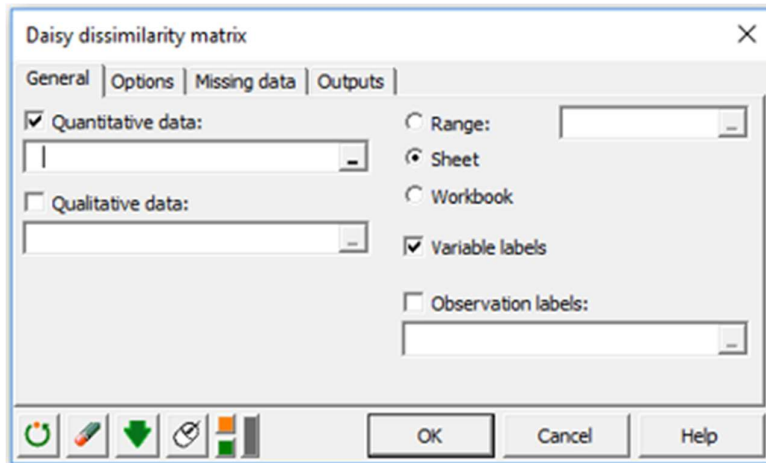 Daisy dissimilarity matrix
General Options Missing data Outputs
Quantitative data:
Range:
Sheet
Qualitative data:
Workbook
Variable labels
Observation labels:
OK Cancel Help